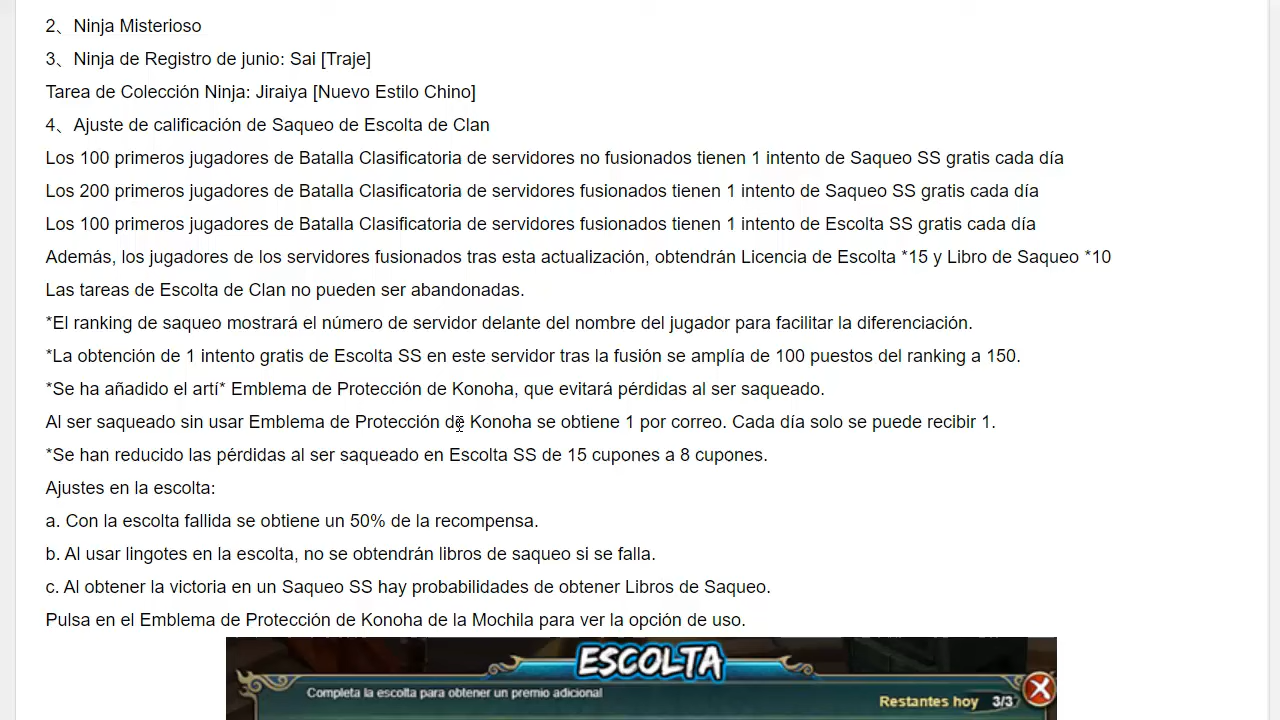 2、Ninja Misterioso
3、Ninja de Registro de junio: Sai [Traje]
Tarea de Colección Ninja: Jiraiya [Nuevo Estilo Chino]
4、Ajuste de calificación de Saqueo de Escolta de Clan
Los 100 primeros jugadores de Batalla Clasificatoria de servidores no fusionados tienen 1 intento de Saqueo SS gratis cada día
Los 200 primeros jugadores de Batalla Clasificatoria de servidores fusionados tienen 1 intento de Saqueo SS gratis cada día
Los 100 primeros jugadores de Batalla Clasificatoria de servidores fusionados tienen 1 intento de Escolta SS gratis cada día
Además, los jugadores de los servidores fusionados tras esta actualización, obtendrán Licencia de Escolta *15 y Libro de Saqueo *10
Las tareas de Escolta de Clan no pueden ser abandonadas.
*El ranking de saqueo mostrará el número de servidor delante del nombre del jugador para facilitar la diferenciación.
*La obtención de 1 intento gratis de Escolta SS en este servidor tras la fusión se amplía de 100 puestos del ranking a 150.
*Se ha añadido el artí* Emblema de Protección de Konoha, que evitará pérdidas al ser saqueado.
Al ser saqueado sin usar Emblema de Protección de Konoha se obtiene 1 por correo. Cada día solo se puede recibir 1.
*Se han reducido las pérdidas al ser saqueado en Escolta SS de 15 cupones a 8 cupones.
Ajustes en la escolta:
a. Con la escolta fallida se obtiene un 50% de la recompensa.
b. Al usar lingotes en la escolta, no se obtendrán libros de saqueo si se falla.
c. Al obtener la victoria en un Saqueo SS hay probabilidades de obtener Libros de Saqueo.
Pulsa en el Emblema de Protección de Konoha de la Mochila para ver la opción de uso.
ESCOLTA
Completa la escolta para obtener un premio adicional
Restantes hoy 3/3